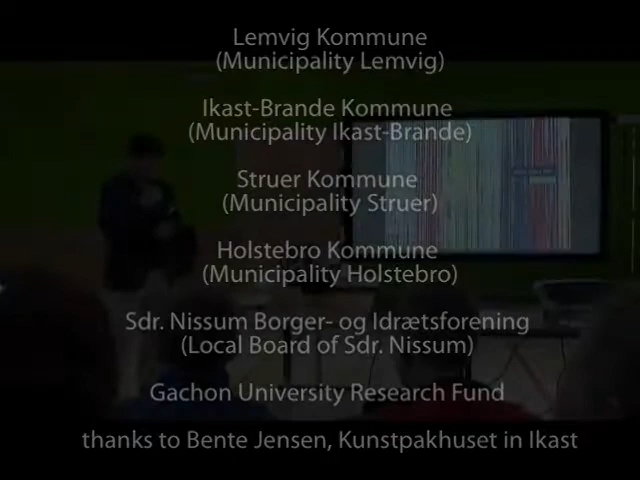 Lemvig Kommune
(Municipality Lemvig)
Ikast-Brande Kommune
(Municipality Ikast-Brande)
Struer Kommune
(Municipality Struer)
Holstebro Kommune
(Municipality Holstebro)
Sdr. Nissum Borger- og Idrætsforening
(Local Board of Sdr. Nissum)
Gachon University Research Fund
thanks to Bente Jensen, Kunstpakhuset in Ikast